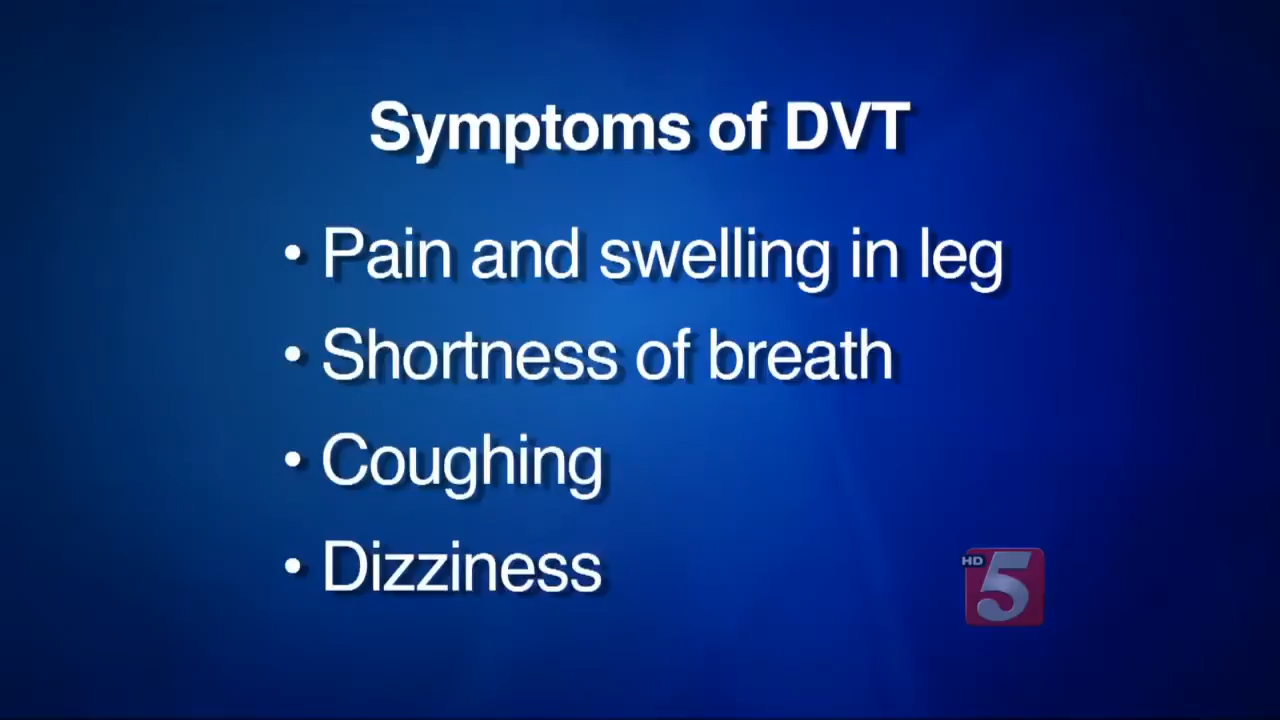 Symptoms of DVT
• Pain and swelling in leg
• Shortness of breath
• Coughing
• Dizziness
HD
5